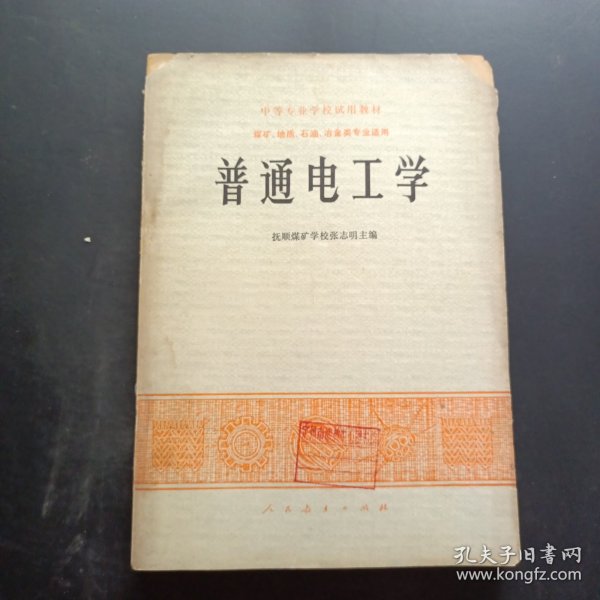 中等专业学校试用教材
煤矿、地质、石油、冶金类专业适用
普通电工学
抚顺煤矿学校张志明主编
人民教育出版社
孔夫子旧书网
www.kongfz.com